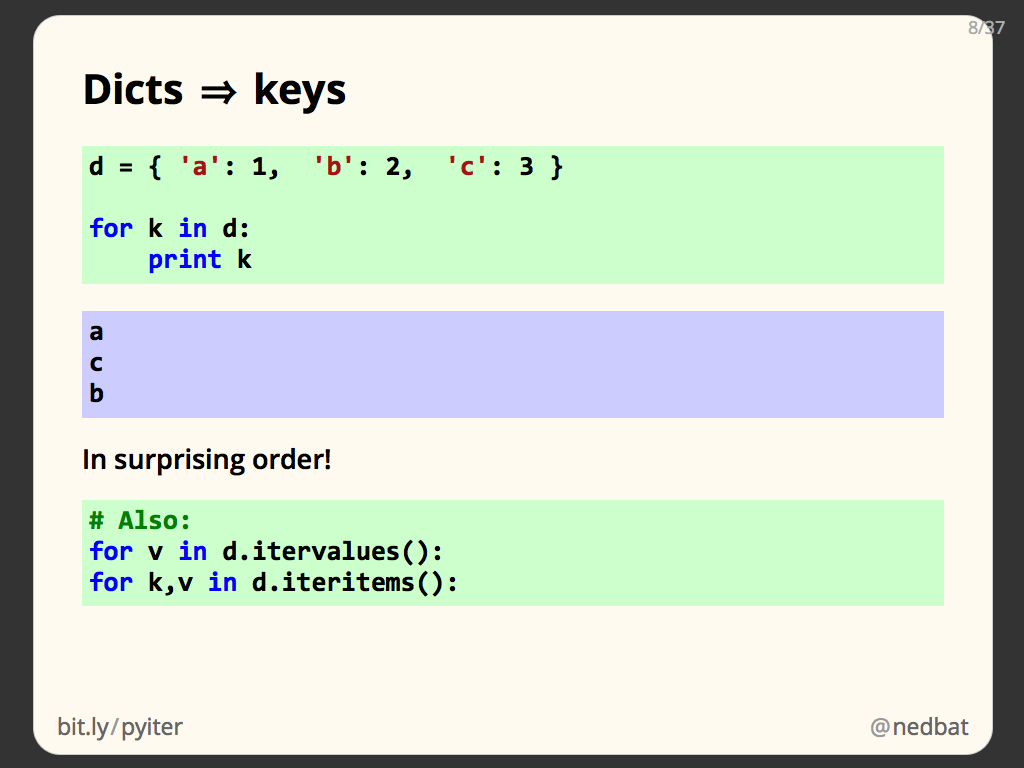 8/37
Dicts ⇒ keys
d = { 'a': 1,  'b': 2,  'c': 3 }
for k in d:
    print k
a
c
b
In surprising order!
# Also:
for v in d.itervalues():
for k,v in d.iteritems():
bit.ly/pyiter
@nedbat